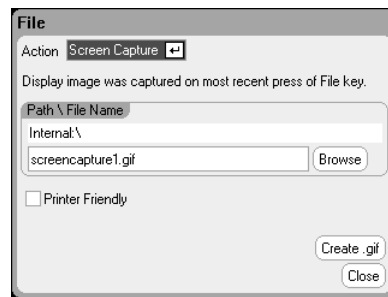 File
Action Screen Capture
Display image was captured on most recent press of File key.
Path \ File Name
Internal:\
screencapture1.gif Browse
Printer Friendly
Create .gif
Close